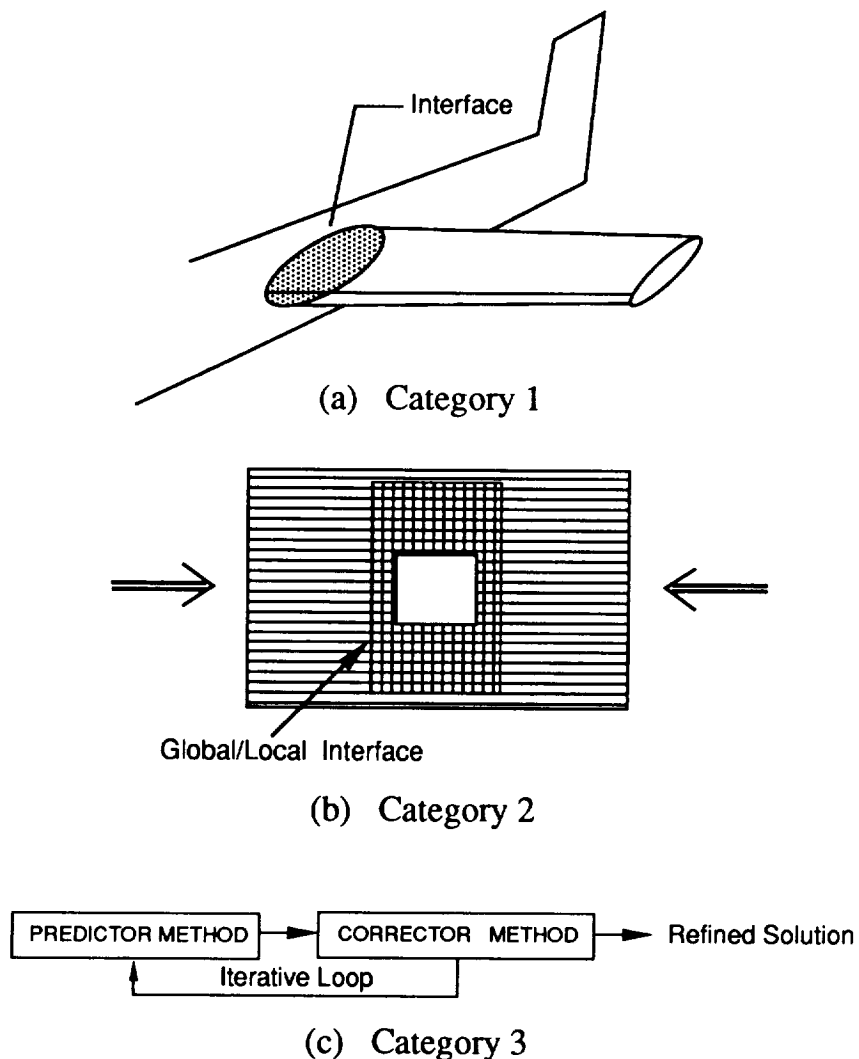 Interface
(a) Category 1
Global/Local Interface
(b) Category 2
PREDICTOR METHOD
CORRECTOR METHOD
Refined Solution
Iterative Loop
(c) Category 3